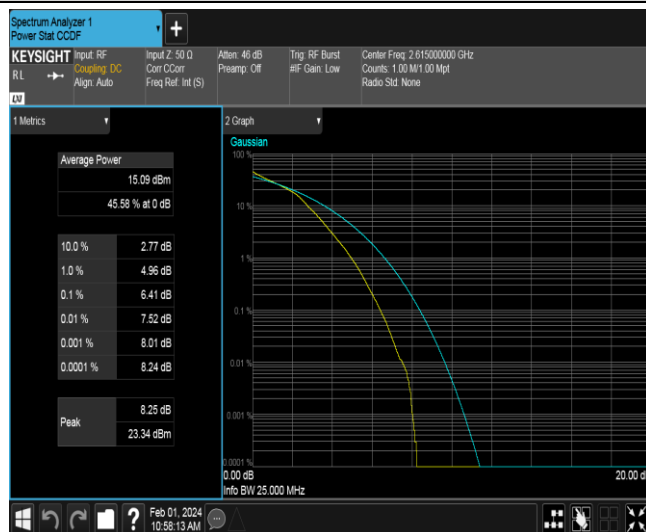 Spectrum Analyzer 1
Power Stat CCDF
+
KEYSIGHT Input: RF Input Z: 50 Ω Atten: 46 dB Trig: RF Burst Center Freq: 2.615000000 GHz
RL Coupling: DC Corr CCorr Preamp: Off #IF Gain: Low Counts: 1.00 M/1.00 Mpt
Align: Auto Freq Ref: Int (S) Radio Std: None
LXI
1 Metrics
Average Power
15.09 dBm
45.58 % at 0 dB
10.0 % 2.77 dB
1.0 % 4.96 dB
0.1 % 6.41 dB
0.01 % 7.52 dB
0.001 % 8.01 dB
0.0001 % 8.24 dB
Peak 8.25 dB
23.34 dBm
2 Graph
Gaussian
100 %
10 %
1 %
0.1 %
0.01 %
0.001 %
0.0001 %
0.00 dB 20.00 d
Info BW 25.000 MHz
? Feb 01, 2024
10:58:13 AM